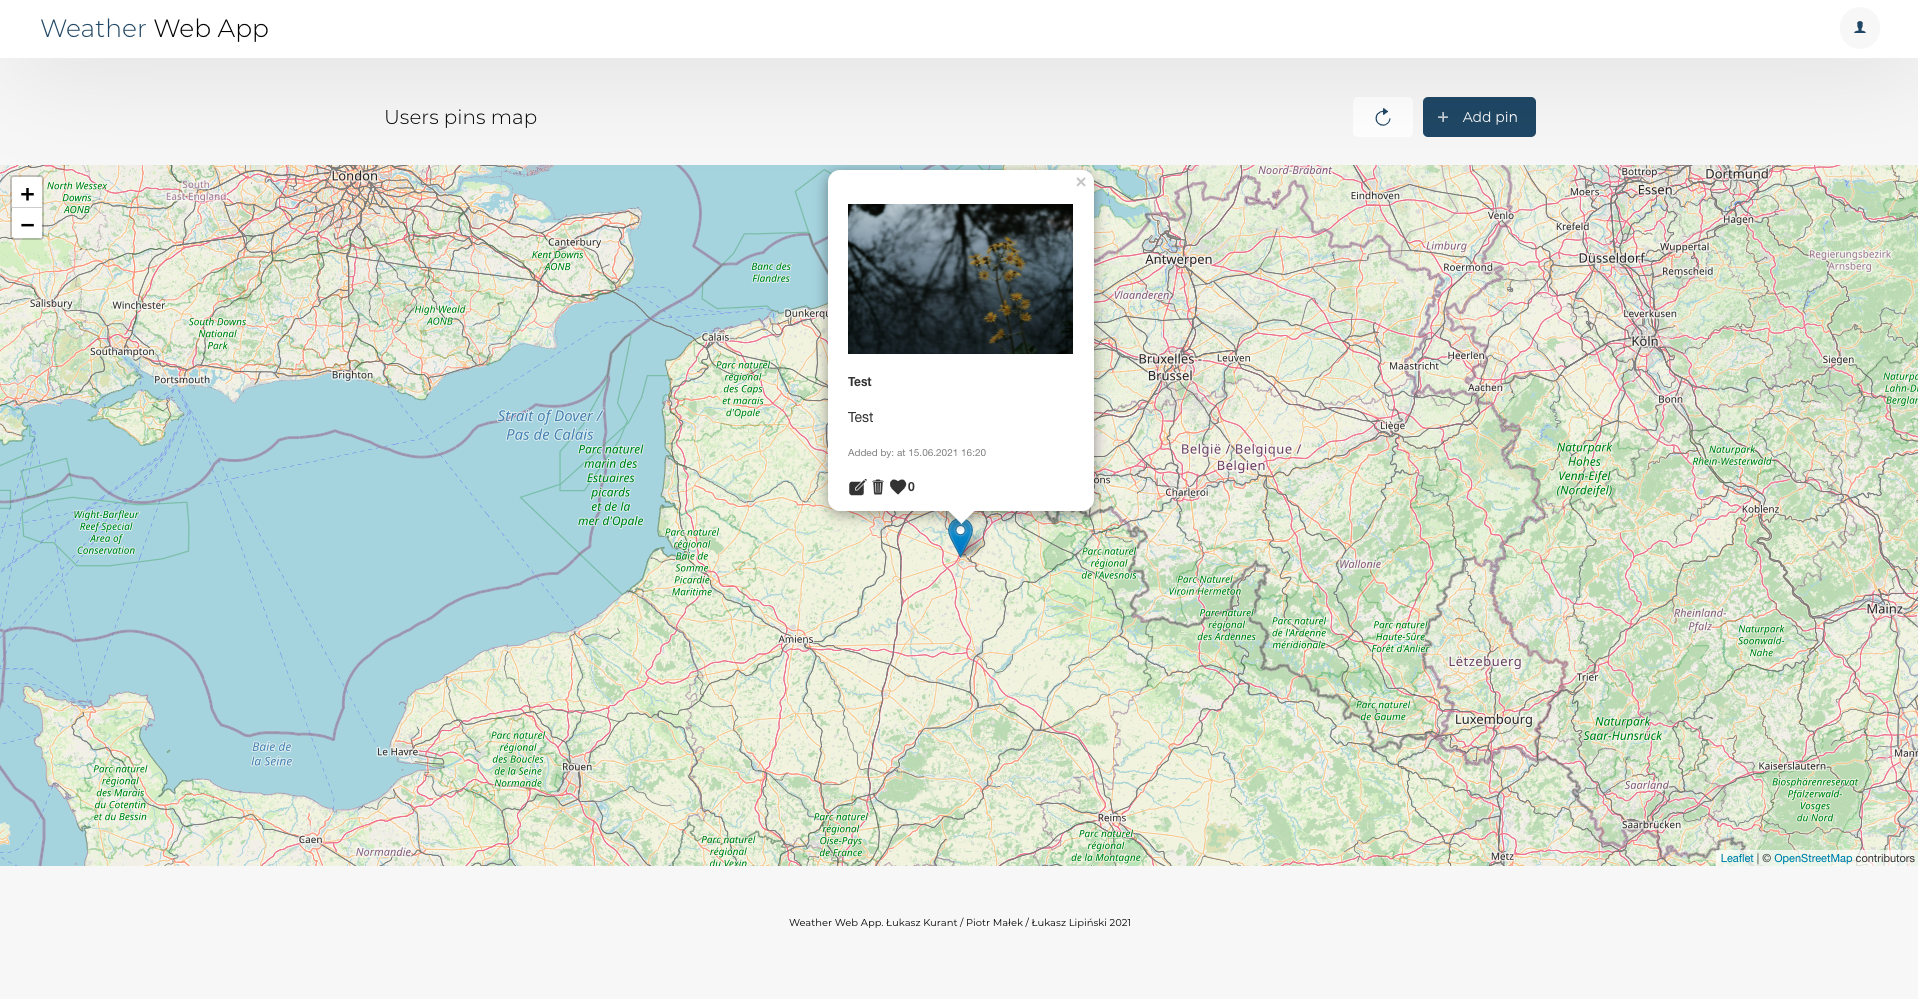 Weather Web App
Users pins map
+ Add pin
+
−
London
North Wessex
Downs
AONB
South
East England
Canterbury
Kent Downs
AONB
Salisbury
Winchester
High Weald
AONB
South Downs
National
Park
Southampton
Portsmouth
Brighton
Banc des
Flandres
Dunkerqu
Calais
Strait of Dover /
Pas de Calais
Parc naturel
régional
des Caps
et marais
d'Opale
Parc naturel
marin des
Estuaires
picards
et de la
mer d'Opale
Wight-Barfleur
Reef Special
Area of
Conservation
Parc naturel
régional
Baie de
Somme
Picardie
Maritime
Amiens
Baie de
la Seine
Le Havre
Parc naturel
régional
des Boucles
de la Seine
Normande
Rouen
Parc naturel
régional
des Marais
du Cotentin
et du Bessin
Caen
Normandie
Parc naturel
régional
du Vexin
Parc naturel
régional
Oise-Pays
de France
Reims
Parc naturel
régional
de la Montagne
×
Test
Test
Added by: at 15.06.2021 16:20
0
Noord-Brabant
Eindhoven
Bottrop
Dortmund
Moers
Essen
Hagen
Venlo
Krefeld
Wuppertal
Limburg
Antwerpen
Roermond
Düsseldorf
Remscheid
Regierungsbezirk
Arnsberg
Vlaanderen
Leverkusen
Köln
Bruxelles
- Brussel
Leuven
Heerlen
Maastricht
Aachen
Siegen
Bonn
Naturpa
Lahn-D
Bergla
Liège
België / Belgique /
Belgien
Naturpark
Hohes
Venn-Eifel
(Nordeifel)
Naturpark
Rhein-Westerwald
ons
Charleroi
Koblenz
Parc naturel
régional
de l'Avesnois
Parc Naturel
Viroin Hermeton
Wallonie
Parc naturel
régional
des Ardennes
Parc naturel
de l'Ardenne
méridionale
Parc naturel
Haute-Sûre
Forêt d'Anlier
Rheinland-
Pfalz
Mainz
Naturpark
Soonwald-
Nahe
Lëtzebuerg
Trier
Parc naturel
de Gaume
Luxembourg
Naturpark
Saar-Hunsrück
Mann
Kaiserslautern
Biosphärenreservat
Pfälzerwald-
Vosges
du Nord
Saarland
Saarbrücken
Metz
Leaflet | © OpenStreetMap contributors
Weather Web App. Łukasz Kurant / Piotr Małek / Łukasz Lipiński 2021